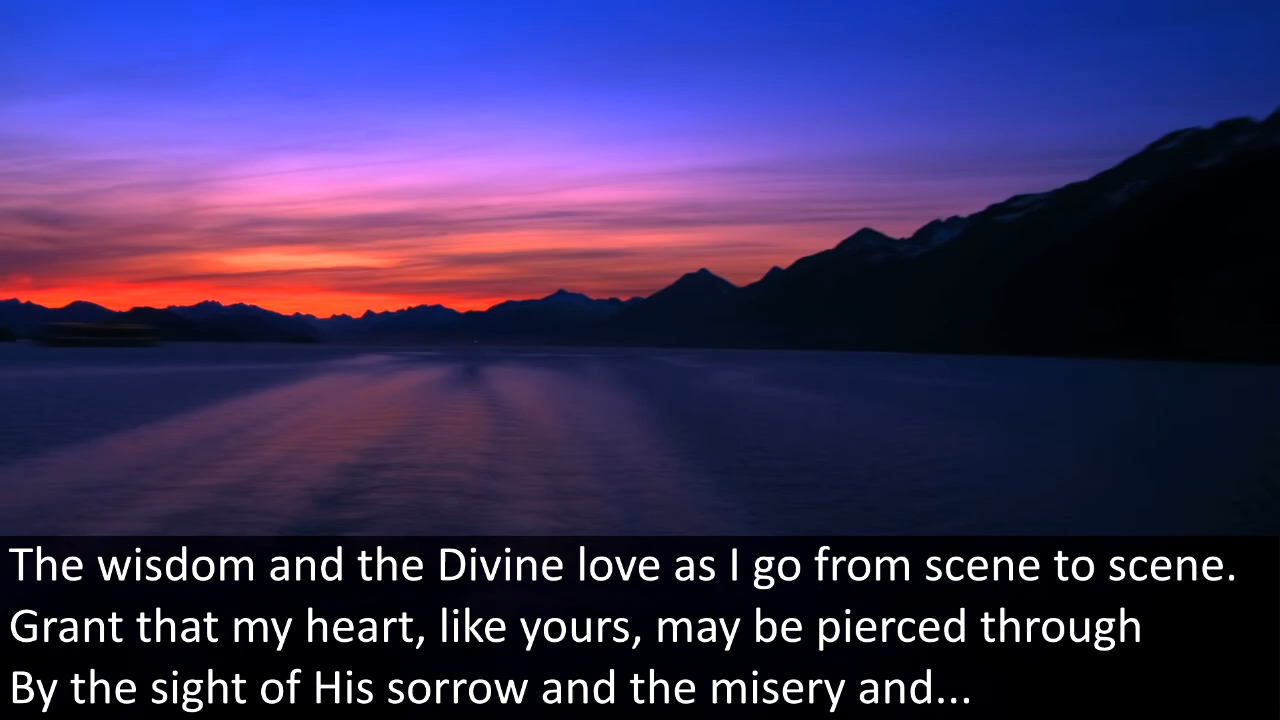 The wisdom and the Divine love as I go from scene to scene.
Grant that my heart, like yours, may be pierced through
By the sight of His sorrow and the misery and...